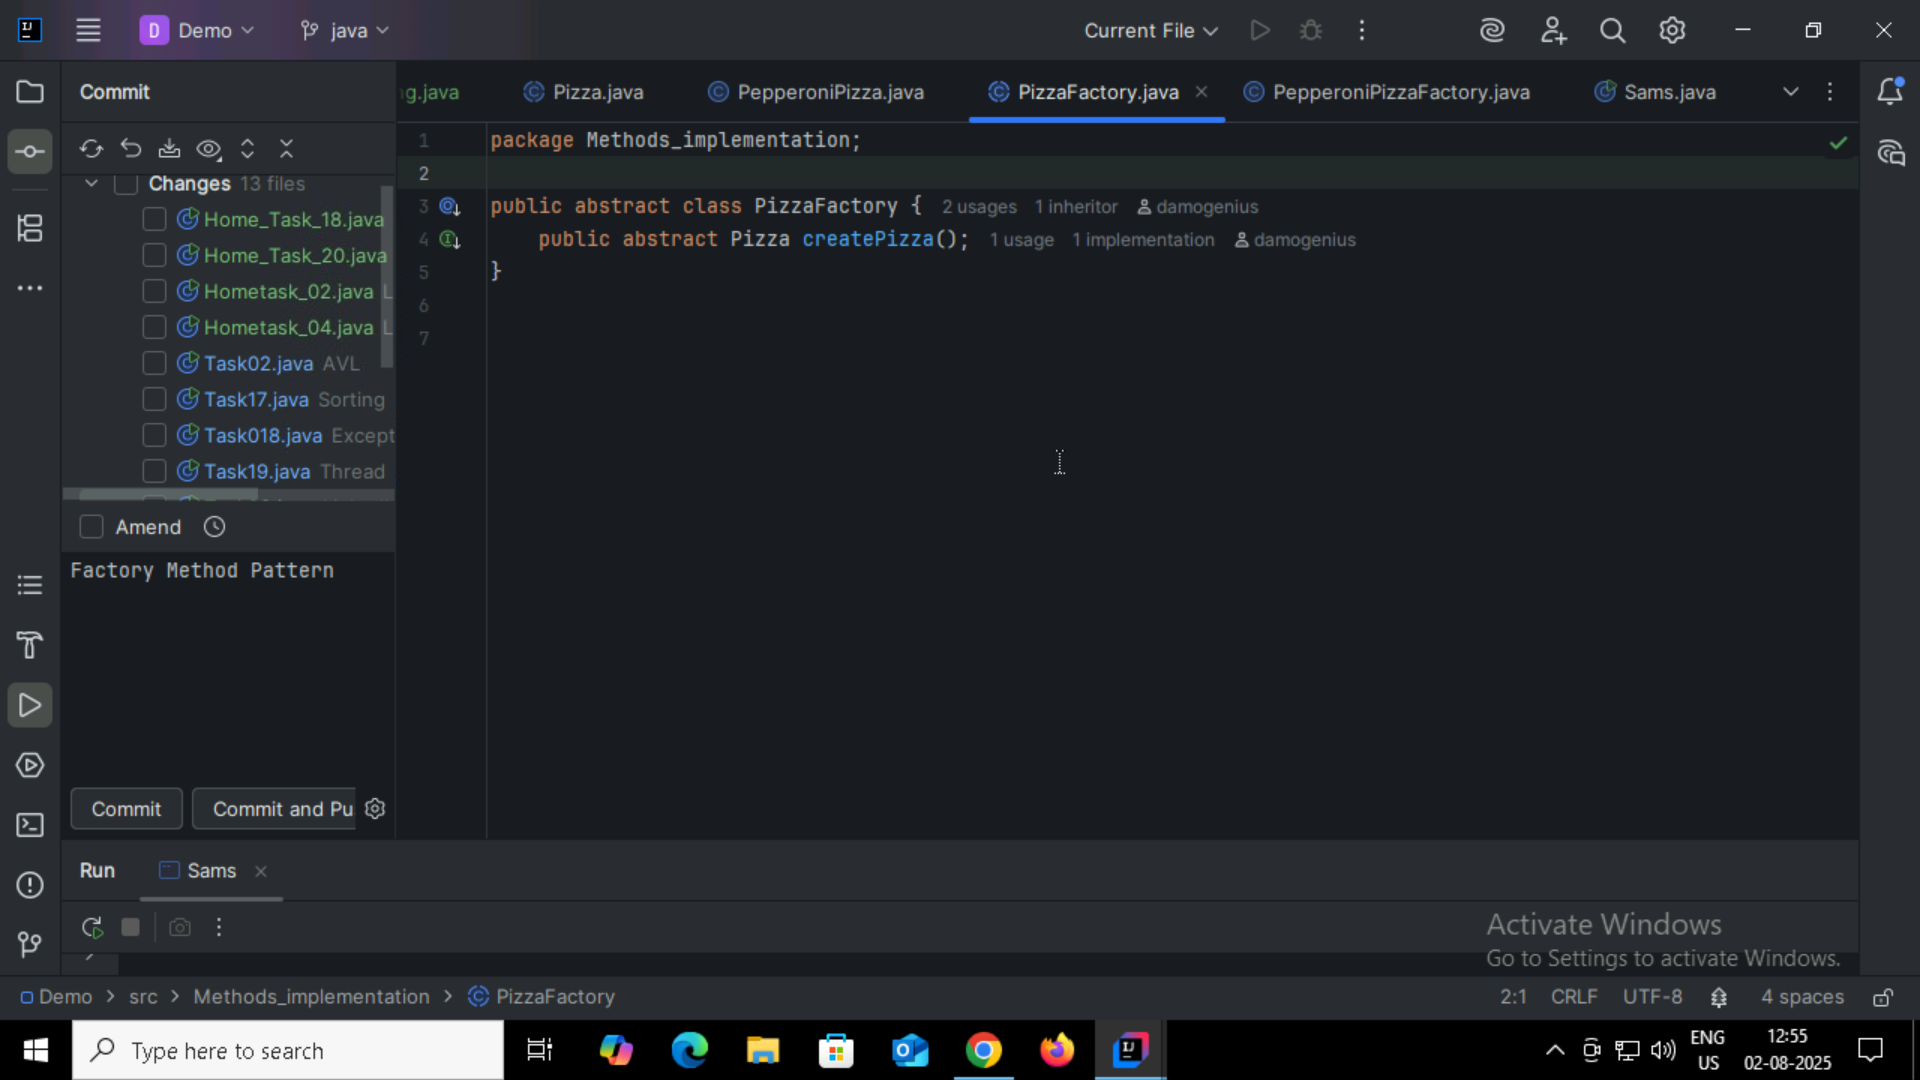 D Demo java Current File
Commit
g.java Pizza.java PepperoniPizza.java PizzaFactory.java PepperoniPizzaFactory.java Sams.java
Changes 13 files
Home_Task_18.java
Home_Task_20.java
Hometask_02.java L
Hometask_04.java L
Task02.java AVL
Task17.java Sorting
Task018.java Except
Task19.java Thread
Amend
Factory Method Pattern
Commit Commit and Pu
1 package Methods_implementation;
2
3 public abstract class PizzaFactory { 2 usages 1 inheritor damogenius
4 public abstract Pizza createPizza(); 1 usage 1 implementation damogenius
5 }
6
7
Run Sams
Activate Windows
Go to Settings to activate Windows.
Demo > src > Methods_implementation > PizzaFactory
2:1 CRLF UTF-8 4 spaces
Type here to search
ENG
US
12:55
02-08-2025